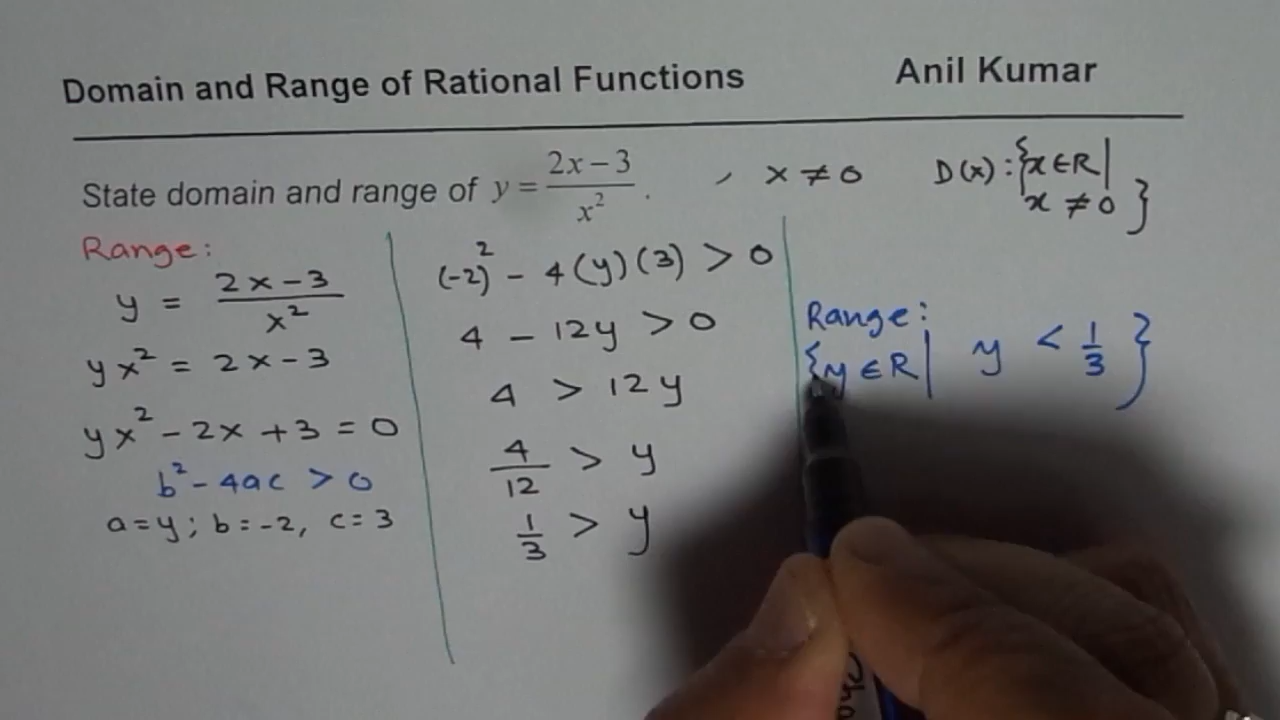 Domain and Range of Rational Functions Anil Kumar
State domain and range of y = (2x − 3)/x². , x ≠ 0 D(x) : {x ∈ R | x ≠ 0}
Range:
y = (2x − 3)/x²
yx² = 2x − 3
yx² − 2x + 3 = 0
b² − 4ac > 0
a = y ; b = −2, c = 3
(−2)² − 4(y)(3) > 0
4 − 12y > 0
4 > 12y
4/12 > y
1/3 > y
Range:
{y ∈ R | y < 1/3}